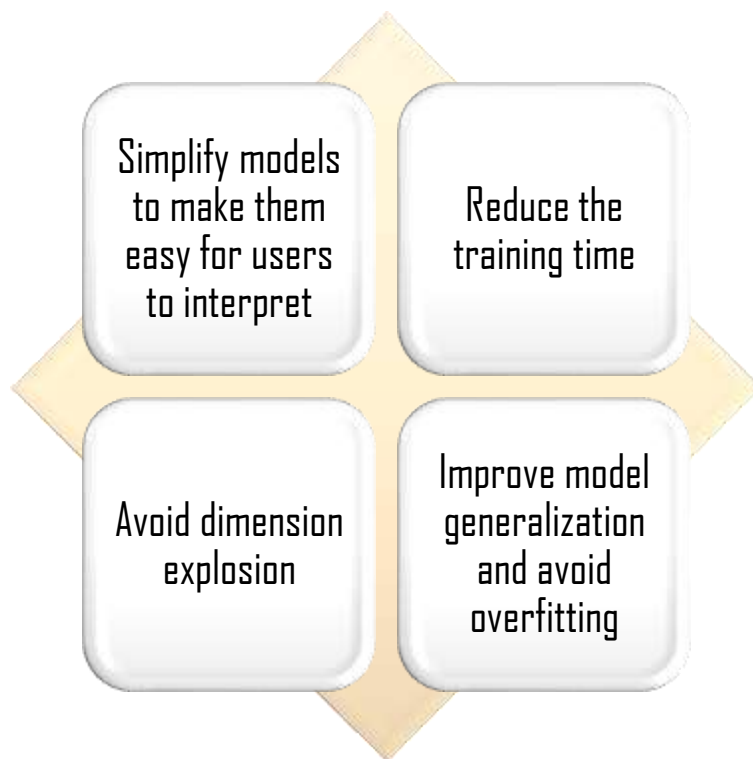 Simplify models
to make them
easy for users
to interpret
Reduce the
training time
Avoid dimension
explosion
Improve model
generalization
and avoid
overfitting